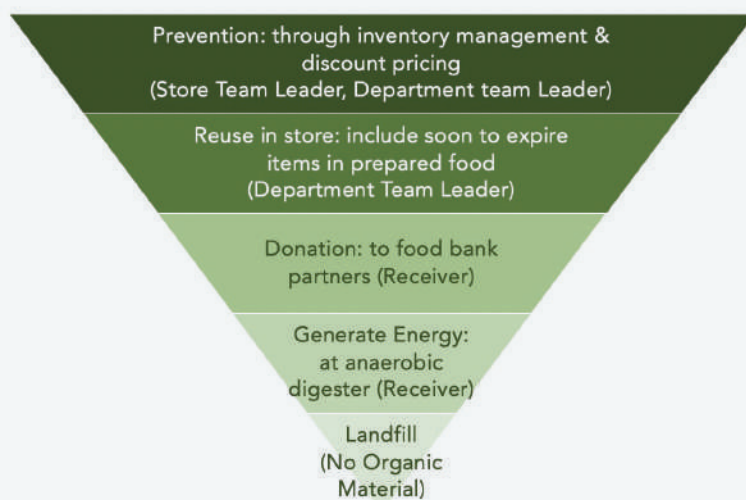 Prevention: through inventory management &
discount pricing
(Store Team Leader, Department team Leader)
Reuse in store: include soon to expire
items in prepared food
(Department Team Leader)
Donation: to food bank
partners (Receiver)
Generate Energy:
at anaerobic
digester (Receiver)
Landfill
(No Organic
Material)